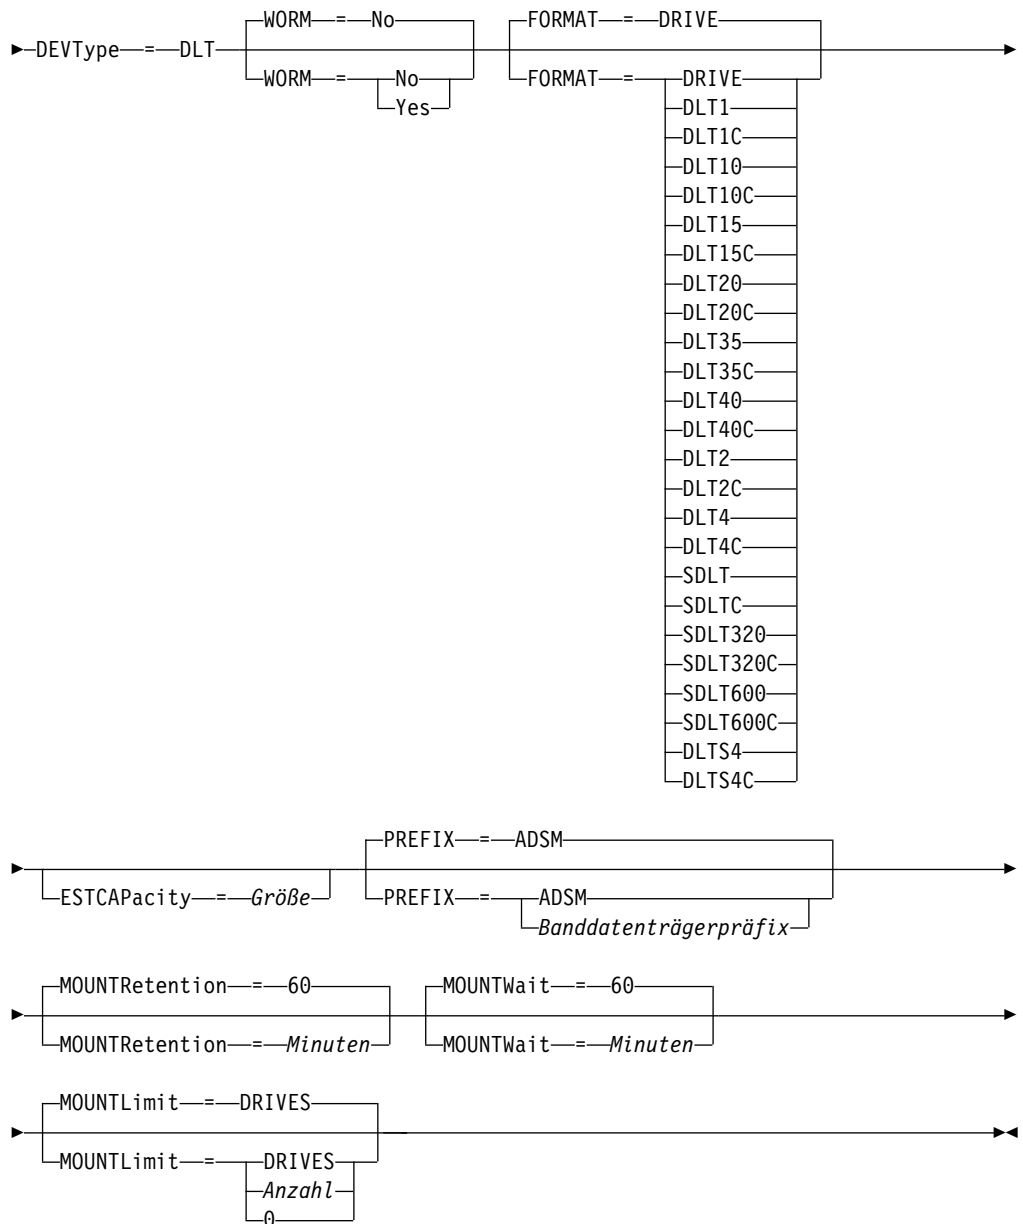 WORM = No FORMAT = DRIVE
DEVType = DLT
WORM = No FORMAT = DRIVE
Yes DLT1
DLT1C
DLT10
DLT10C
DLT15
DLT15C
DLT20
DLT20C
DLT35
DLT35C
DLT40
DLT40C
DLT2
DLT2C
DLT4
DLT4C
SDLT
SDLTC
SDLT320
SDLT320C
SDLT600
SDLT600C
DLTS4
DLTS4C
PREFIX = ADSM
ESTCAPacity = Größe PREFIX = ADSM
Banddatenträgerpräfix
MOUNTRetention = 60 MOUNTWait = 60
MOUNTRetention = Minuten MOUNTWait = Minuten
MOUNTLimit = DRIVES
MOUNTLimit = DRIVES
Anzahl
0